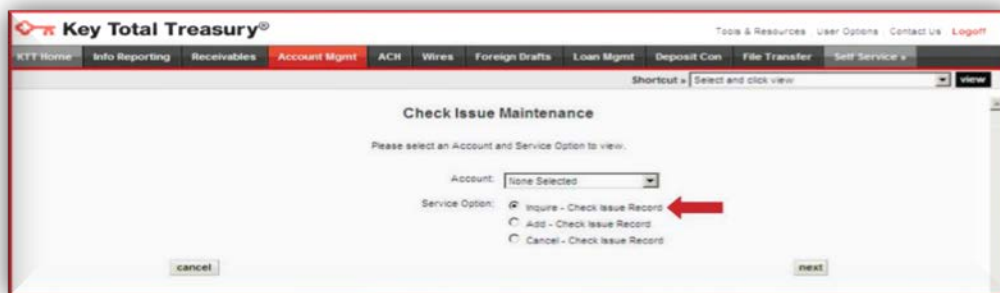 Key Total Treasury®
Tools & Resources User Options Contact Us Logoff
KTT Home Info Reporting Receivables Account Mgmt ACH Wires Foreign Drafts Loan Mgmt Deposit Con File Transfer Self Service »
Shortcut » Select and click view view
Check Issue Maintenance
Please select an Account and Service Option to view.
Account: None Selected
Service Option: Inquire - Check Issue Record
Add - Check Issue Record
Cancel - Check Issue Record
cancel next